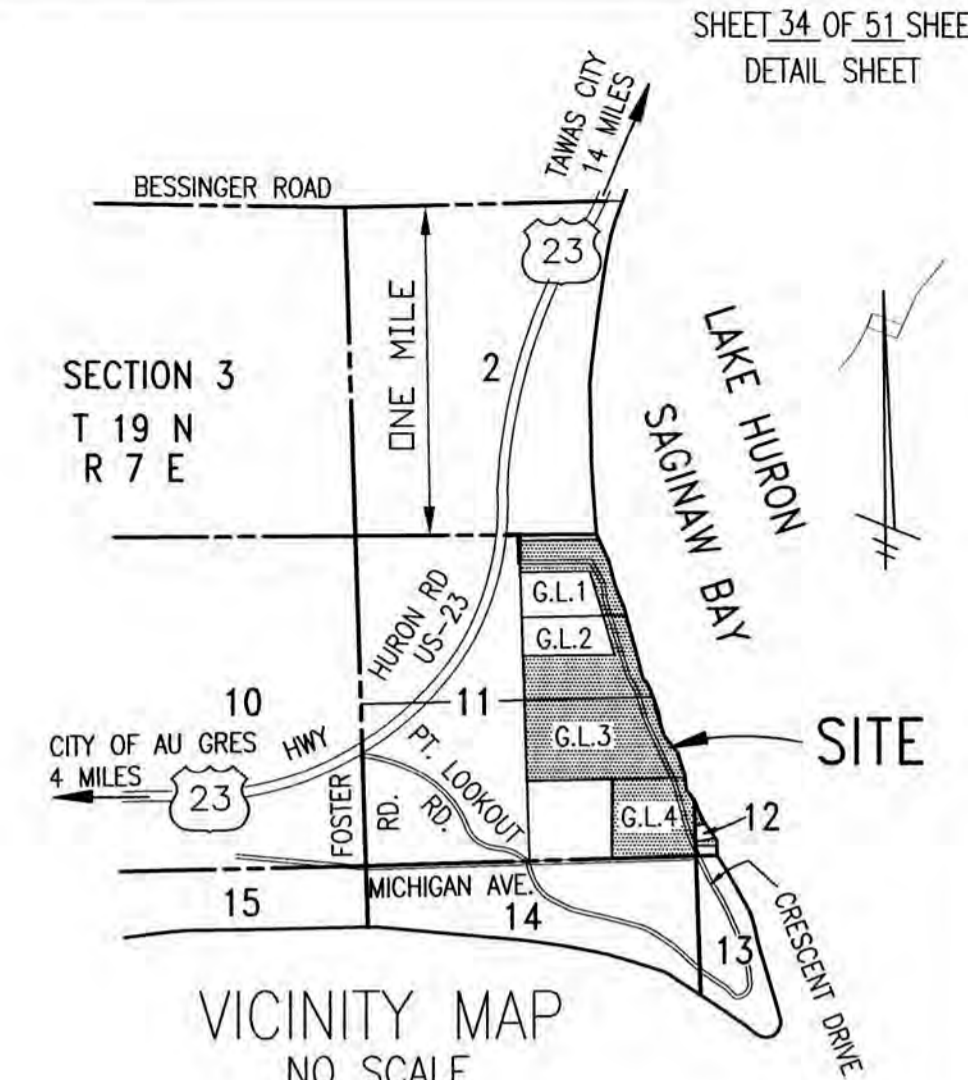 SHEET 34 OF 51 SHEE
DETAIL SHEET
TAWAS CITY
14 MILES
BESSINGER ROAD
23
ONE MILE
2
SECTION 3
T 19 N
R 7 E
LAKE HURON
SAGINAW BAY
G.L.1
HURON RD
US-23
G.L.2
10
11
G.L.3
SITE
CITY OF AU GRES
4 MILES
HWY
23
PT. LOOKOUT
RD.
FOSTER
RD.
G.L.4
12
MICHIGAN AVE.
15
14
13
CRESCENT DRIVE
VICINITY MAP
NO SCALE